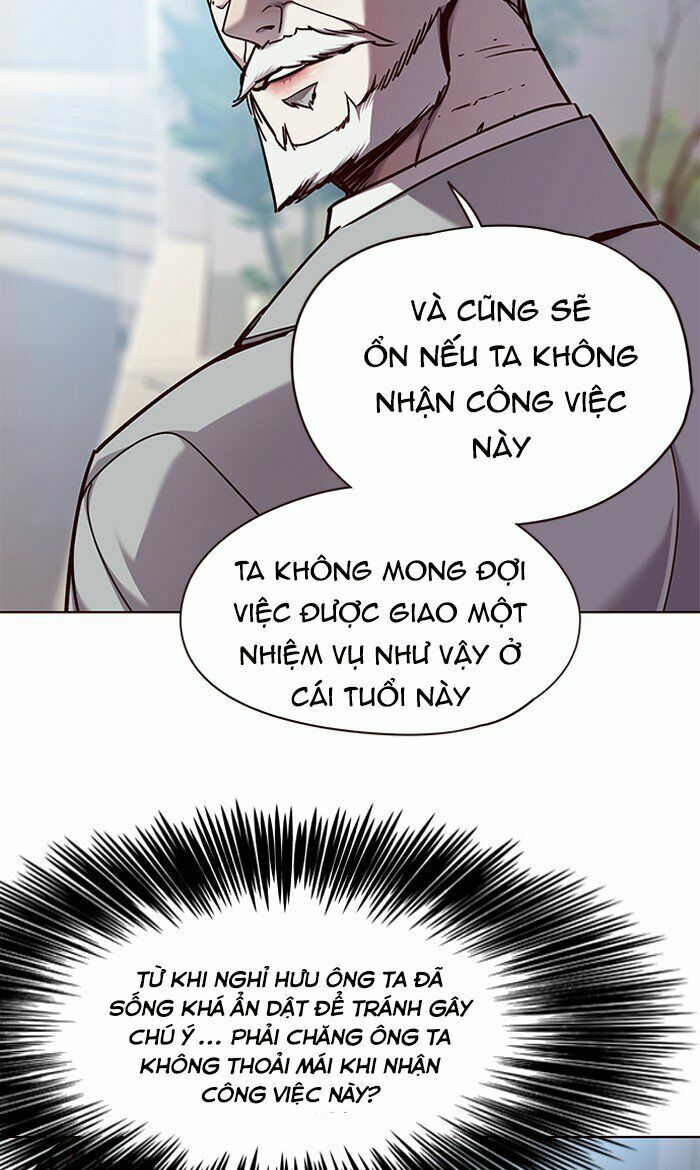 VÀ CŨNG SẼ
ỔN NẾU TA KHÔNG
NHẬN CÔNG VIỆC
NÀY
TA KHÔNG MONG ĐỢI
VIỆC ĐƯỢC GIAO MỘT
NHIỆM VỤ NHƯ VẬY Ở
CÁI TUỔI NÀY
TỪ KHI NGHỈ HƯU ÔNG TA ĐÃ
SỐNG KHÁ ẨN DẬT ĐỂ TRÁNH GÂY
CHÚ Ý... PHẢI CHĂNG ÔNG TA
KHÔNG THOẢI MÁI KHI NHẬN
CÔNG VIỆC NÀY?